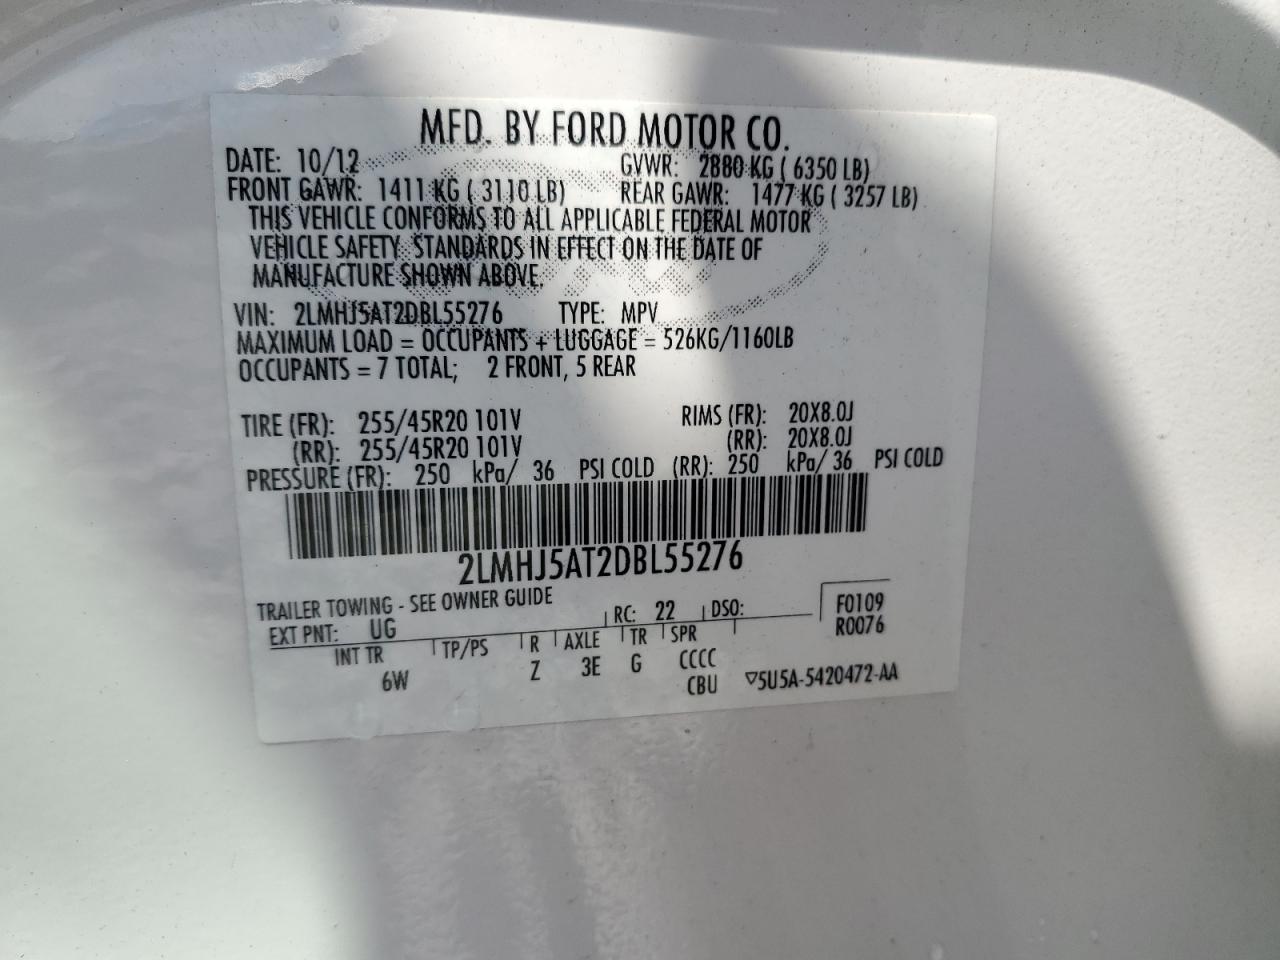 MFD. BY FORD MOTOR CO.
DATE: 10/12 GVWR: 2880 KG ( 6350 LB)
FRONT GAWR: 1411 KG ( 3110 LB) REAR GAWR: 1477 KG ( 3257 LB)
THIS VEHICLE CONFORMS TO ALL APPLICABLE FEDERAL MOTOR
VEHICLE SAFETY STANDARDS IN EFFECT ON THE DATE OF
MANUFACTURE SHOWN ABOVE.
VIN: 2LMHJ5AT2DBL55276 TYPE: MPV
MAXIMUM LOAD = OCCUPANTS + LUGGAGE = 526KG/1160LB
OCCUPANTS = 7 TOTAL; 2 FRONT, 5 REAR
TIRE (FR): 255/45R20 101V RIMS (FR): 20X8.0J
(RR): 255/45R20 101V (RR): 20X8.0J
PRESSURE (FR): 250 kPa/ 36 PSI COLD (RR): 250 kPa/ 36 PSI COLD
2LMHJ5AT2DBL55276
TRAILER TOWING - SEE OWNER GUIDE
EXT PNT: UG RC: 22 DSO: F0109
R0076
INT TR TP/PS R AXLE TR SPR
6W Z 3E G CCCC
CBU ▽5U5A-5420472-AA